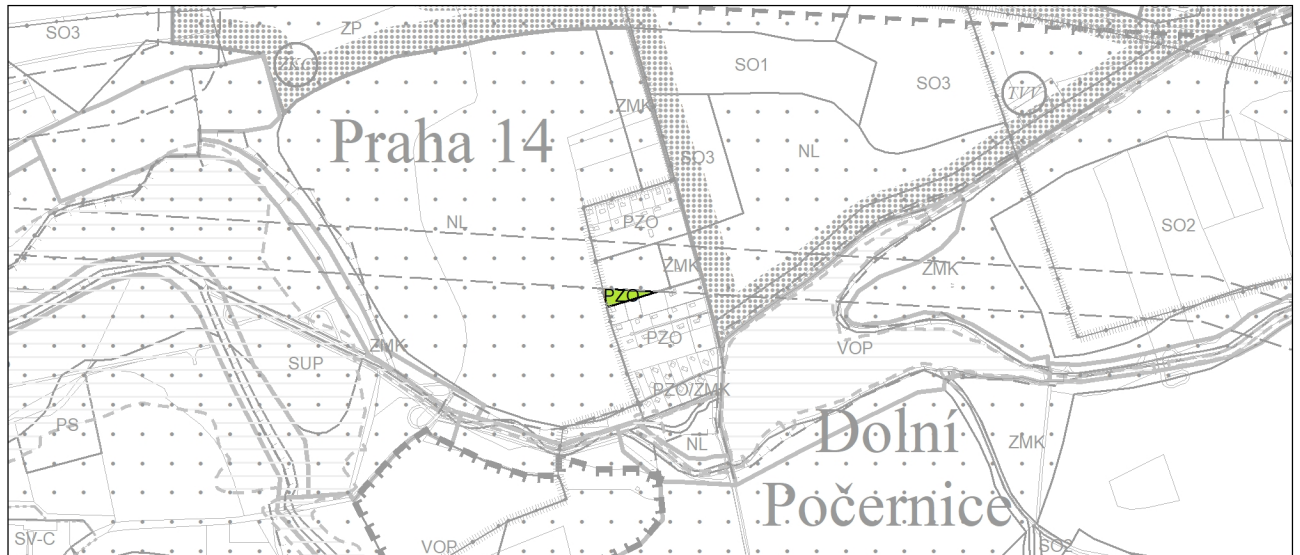 SO3
ZP
ZKC
SO1
SO3
TVV
ZMK
Praha 14
SO3
NL
NL
PZO
SO2
ZMK
ZMK
PZO
PZO
ZMK
VOP
SUP
PZO/ZMK
PS
NL
Dolní
Počernice
ZMK
SV-C
VOP
SO2